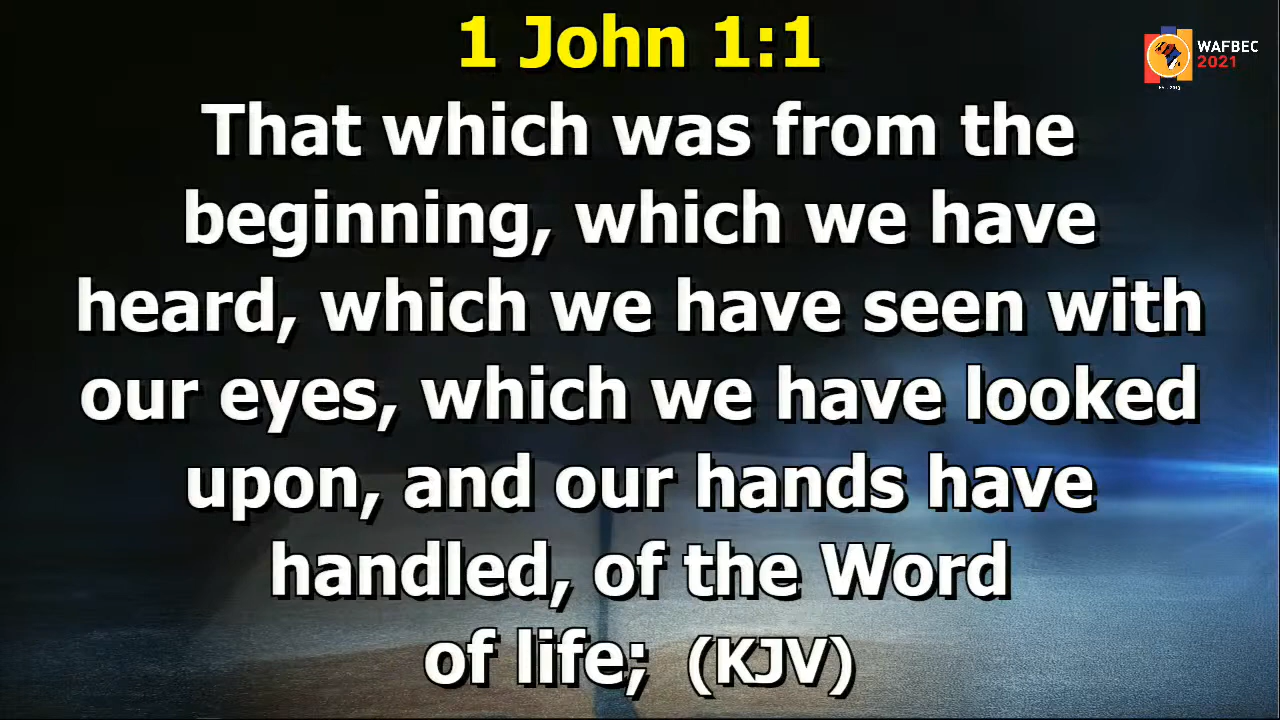 1 John 1:1
WAFBEC
2021
That which was from the
beginning, which we have
heard, which we have seen with
our eyes, which we have looked
upon, and our hands have
handled, of the Word
of life; (KJV)